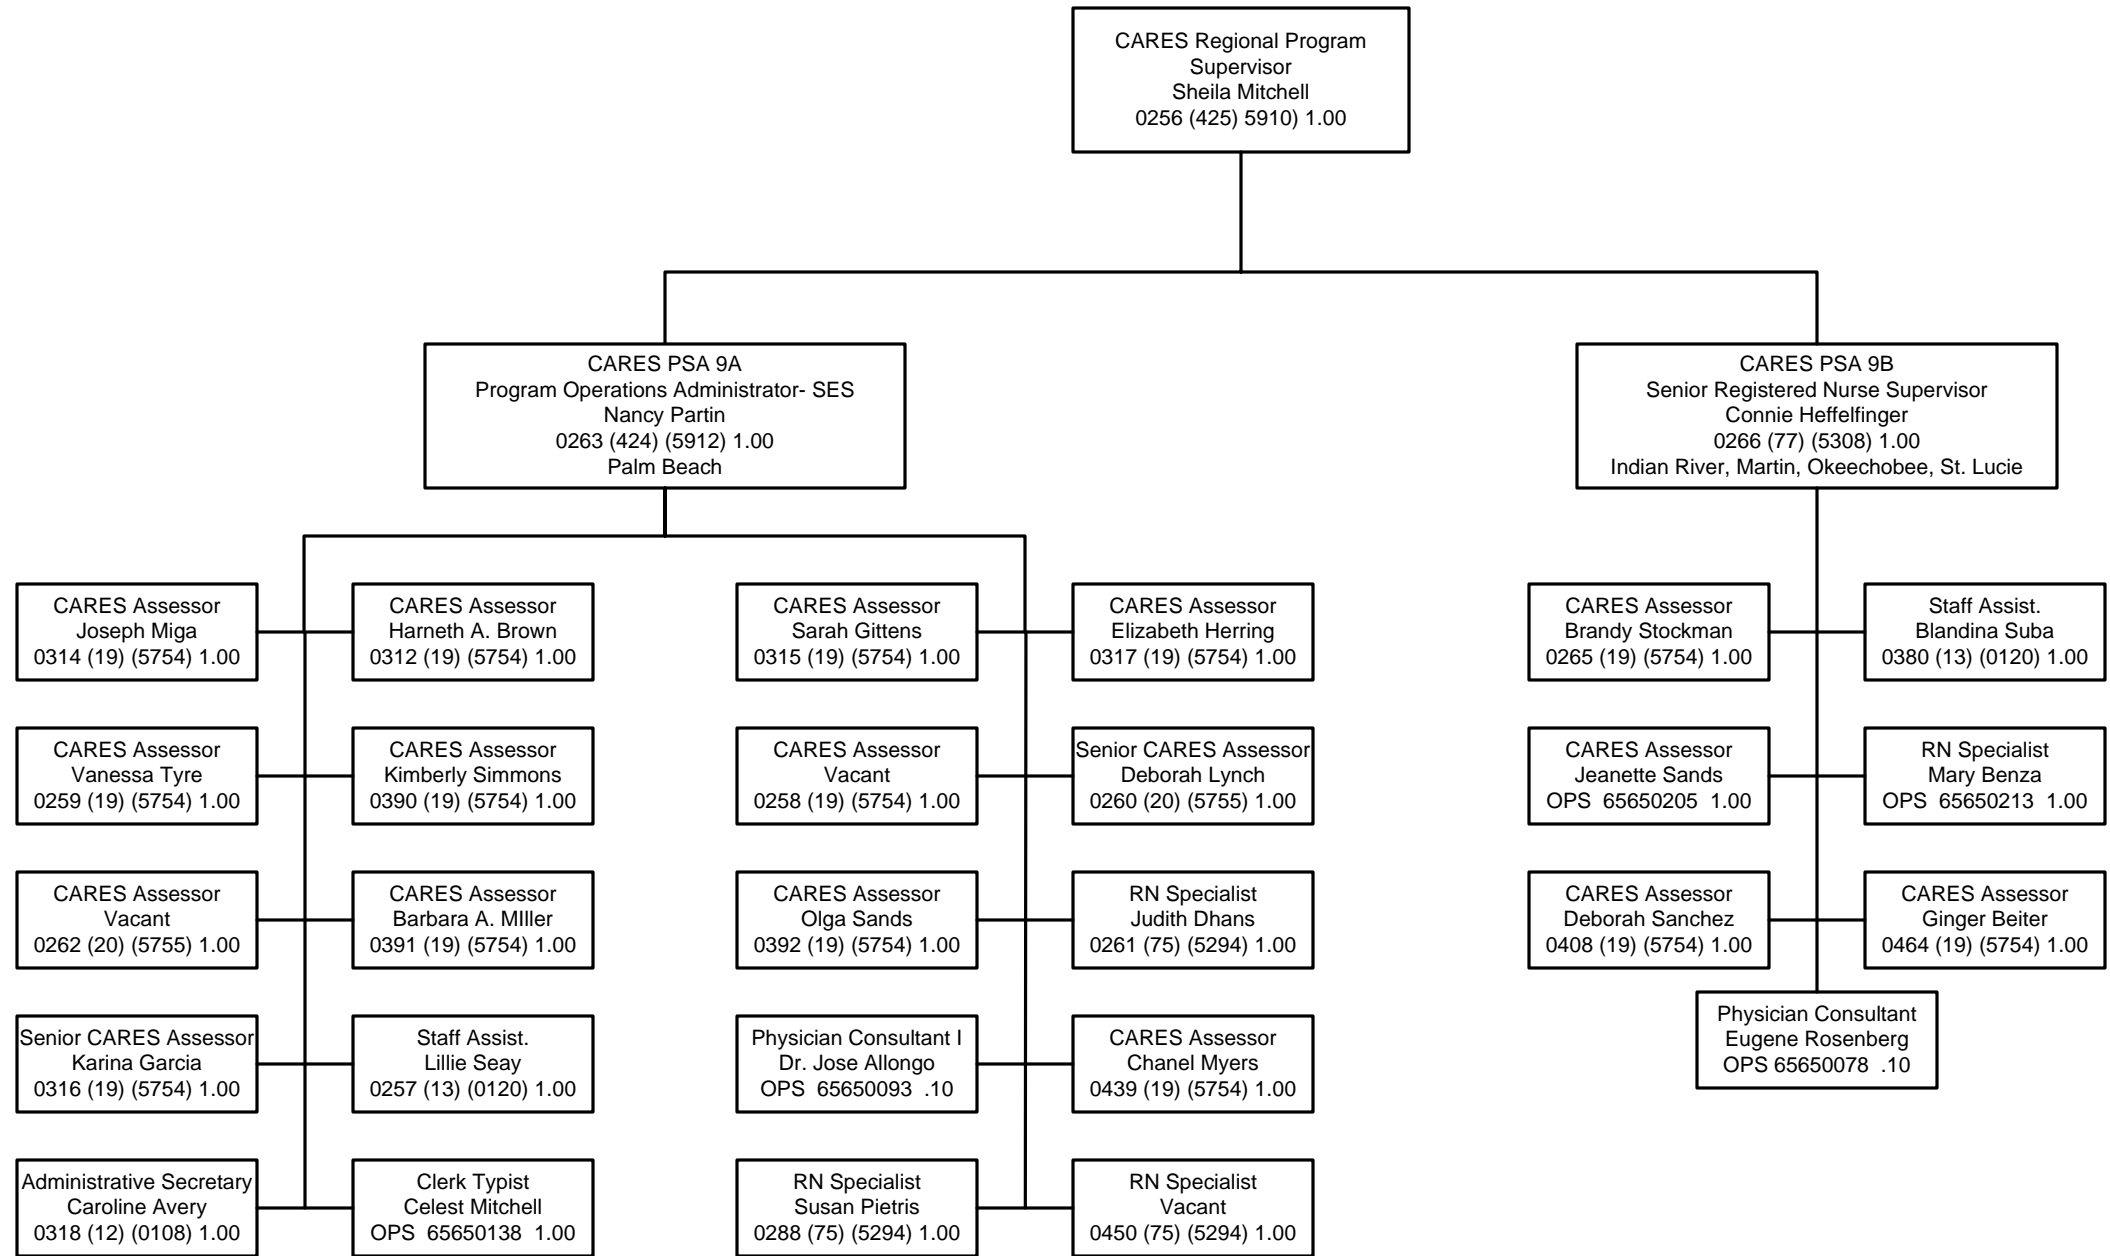 CARES Regional Program
Supervisor
Sheila Mitchell
0256 (425) 5910) 1.00
CARES PSA 9A
Program Operations Administrator- SES
Nancy Partin
0263 (424) (5912) 1.00
Palm Beach
CARES PSA 9B
Senior Registered Nurse Supervisor
Connie Heffelfinger
0266 (77) (5308) 1.00
Indian River, Martin, Okeechobee, St. Lucie
CARES Assessor
Joseph Miga
0314 (19) (5754) 1.00
CARES Assessor
Harneth A. Brown
0312 (19) (5754) 1.00
CARES Assessor
Sarah Gittens
0315 (19) (5754) 1.00
CARES Assessor
Elizabeth Herring
0317 (19) (5754) 1.00
CARES Assessor
Brandy Stockman
0265 (19) (5754) 1.00
Staff Assist.
Blandina Suba
0380 (13) (0120) 1.00
CARES Assessor
Vanessa Tyre
0259 (19) (5754) 1.00
CARES Assessor
Kimberly Simmons
0390 (19) (5754) 1.00
CARES Assessor
Vacant
0258 (19) (5754) 1.00
Senior CARES Assessor
Deborah Lynch
0260 (20) (5755) 1.00
CARES Assessor
Jeanette Sands
OPS 65650205 1.00
RN Specialist
Mary Benza
OPS 65650213 1.00
CARES Assessor
Vacant
0262 (20) (5755) 1.00
CARES Assessor
Barbara A. MIller
0391 (19) (5754) 1.00
CARES Assessor
Olga Sands
0392 (19) (5754) 1.00
RN Specialist
Judith Dhans
0261 (75) (5294) 1.00
CARES Assessor
Deborah Sanchez
0408 (19) (5754) 1.00
CARES Assessor
Ginger Beiter
0464 (19) (5754) 1.00
Senior CARES Assessor
Karina Garcia
0316 (19) (5754) 1.00
Staff Assist.
Lillie Seay
0257 (13) (0120) 1.00
Physician Consultant I
Dr. Jose Allongo
OPS 65650093 .10
CARES Assessor
Chanel Myers
0439 (19) (5754) 1.00
Physician Consultant
Eugene Rosenberg
OPS 65650078 .10
Administrative Secretary
Caroline Avery
0318 (12) (0108) 1.00
Clerk Typist
Celest Mitchell
OPS 65650138 1.00
RN Specialist
Susan Pietris
0288 (75) (5294) 1.00
RN Specialist
Vacant
0450 (75) (5294) 1.00